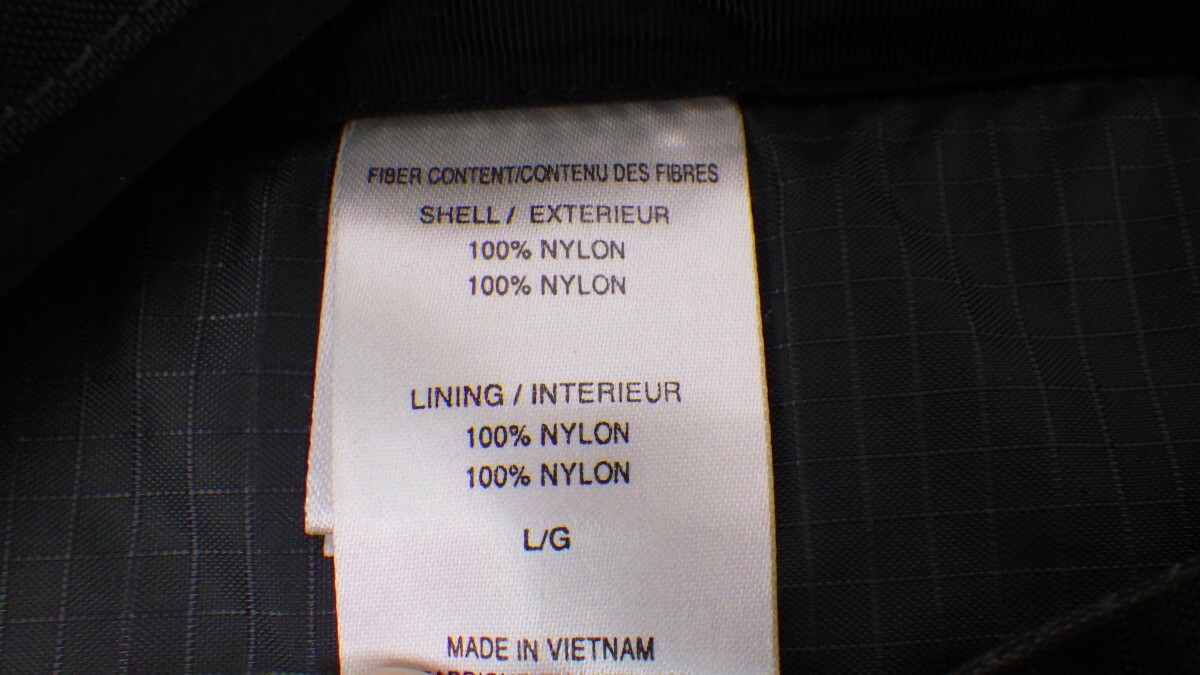 FIBER CONTENT/CONTENU DES FIBRES
SHELL / EXTERIEUR
100% NYLON
100% NYLON
LINING / INTERIEUR
100% NYLON
100% NYLON
L/G
MADE IN VIETNAM